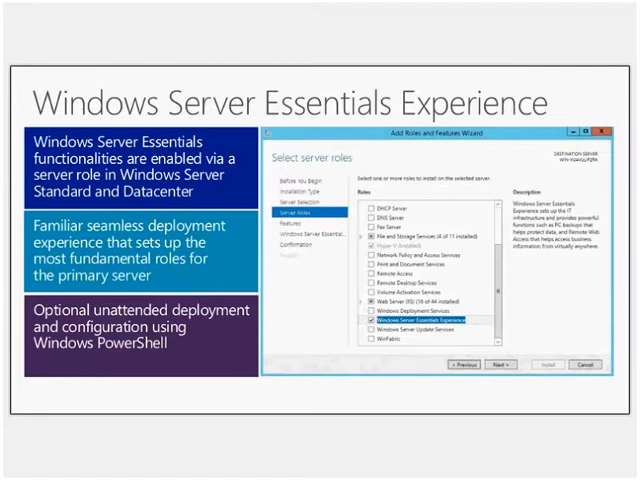 Windows Server Essentials Experience
Windows Server Essentials
functionalities are enabled via a
server role in Windows Server
Standard and Datacenter
Familiar seamless deployment
experience that sets up the
most fundamental roles for
the primary server
Optional unattended deployment
and configuration using
Windows PowerShell
Add Roles and Features Wizard
Select server roles
DESTINATION SERVER
Before You Begin
Installation Type
Server Selection
Server Roles
Features
Windows Server Essential...
Confirmation
Select one or more roles to install on the selected server.
Roles
DHCP Server
DNS Server
Fax Server
File and Storage Services (4 of 11 installed)
Hyper-V (Installed)
Network Policy and Access Services
Print and Document Services
Remote Access
Remote Desktop Services
Volume Activation Services
Web Server (IIS) (16 of 44 installed)
Windows Deployment Services
Windows Server Essentials Experience
Windows Server Update Services
WinFabric
Description
Windows Server Essentials
Experience sets up the IT
infrastructure and provides powerful
functions such as PC backups that
helps protect data, and Remote Web
Access that helps access business
information from virtually anywhere.
< Previous
Next >
Install
Cancel